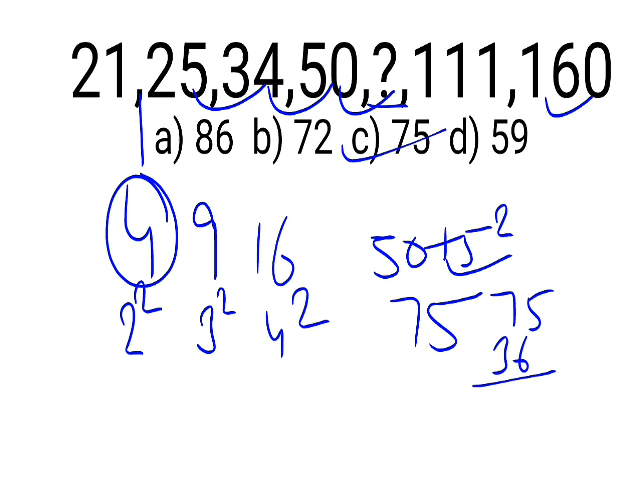 21,25,34,50,?,111,160
a) 86 b) 72 c) 75 d) 59
4 9 16 50+5²
2² 3² 4² 75 75
36